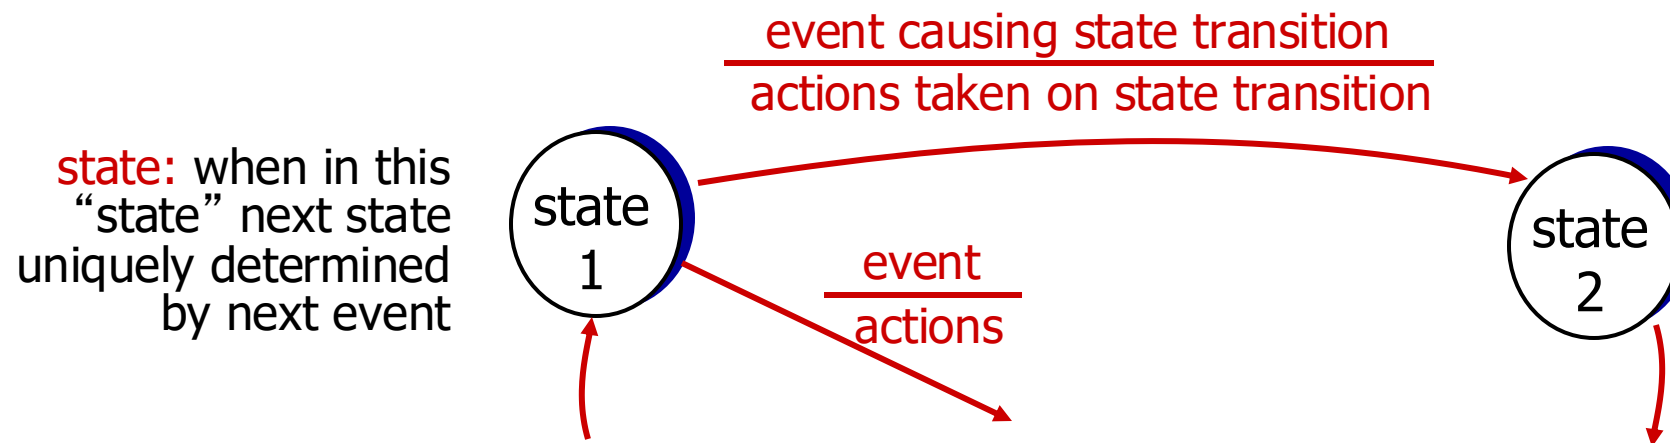 event causing state transition
actions taken on state transition
state: when in this
“state” next state
uniquely determined
by next event
state
1
event
actions
state
2